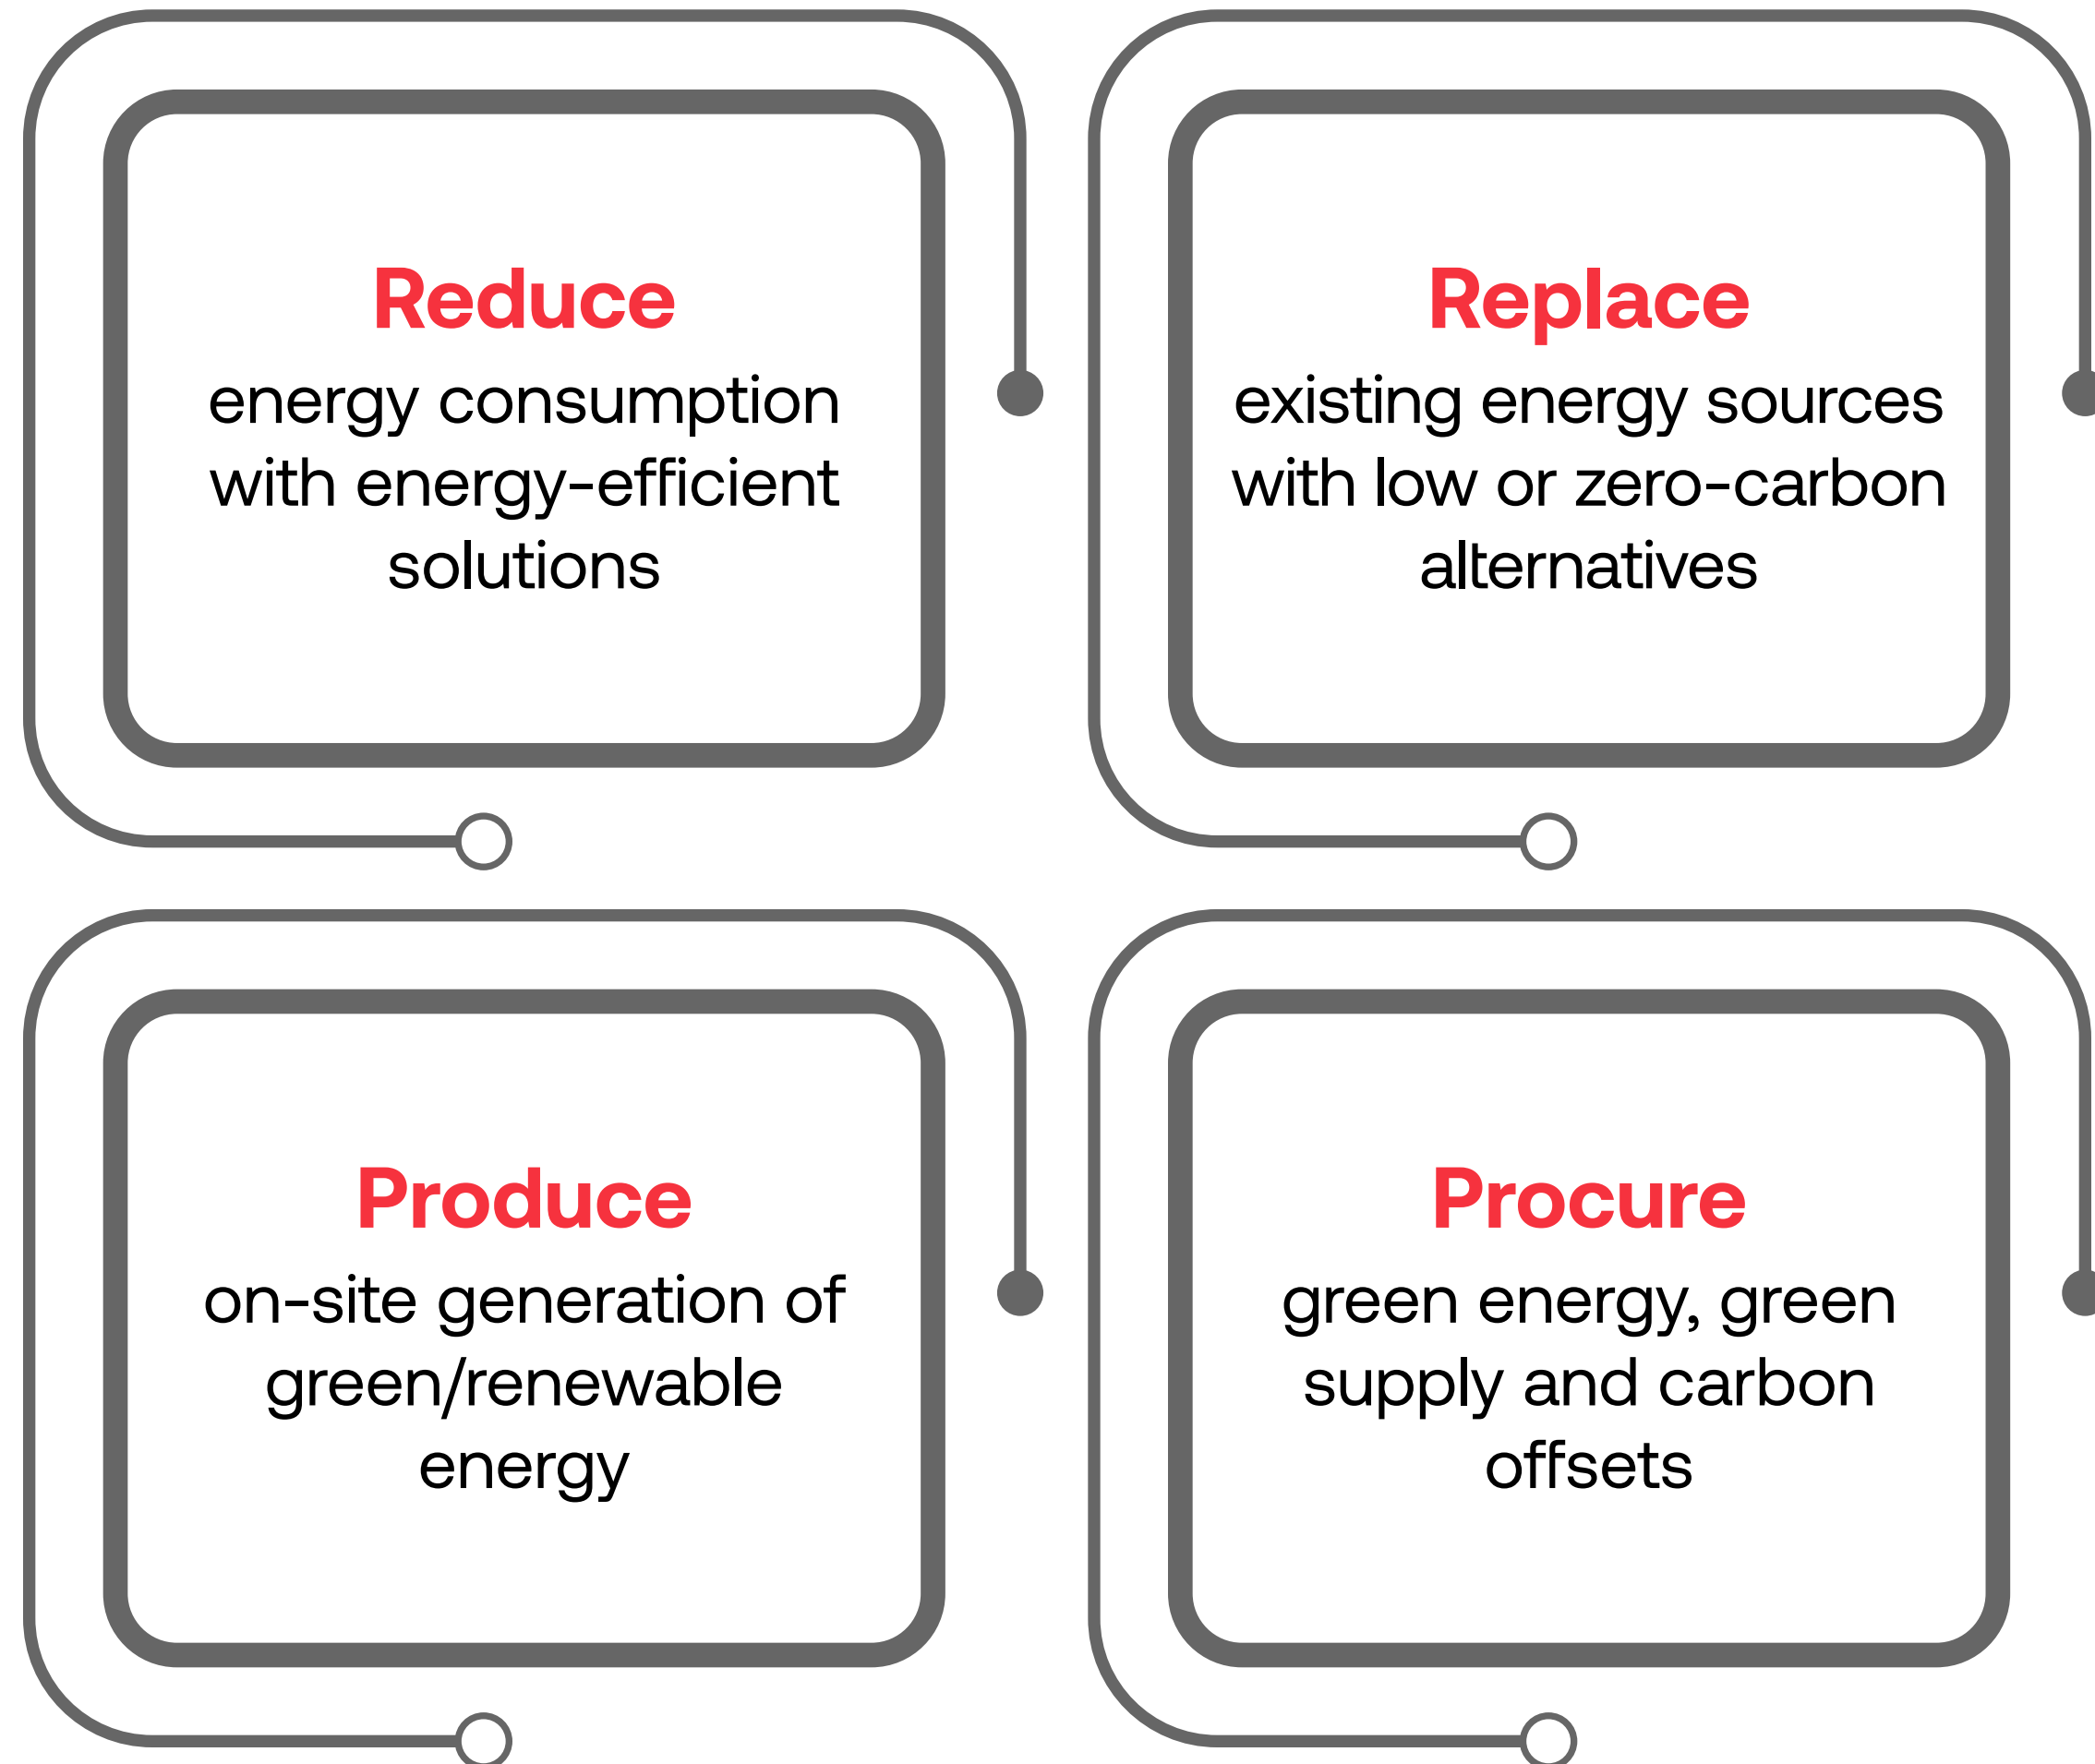 Reduce
energy consumption
with energy-efficient
solutions
Replace
existing energy sources
with low or zero-carbon
alternatives
Produce
on-site generation of
green/renewable
energy
Procure
green energy, green
supply and carbon
offsets